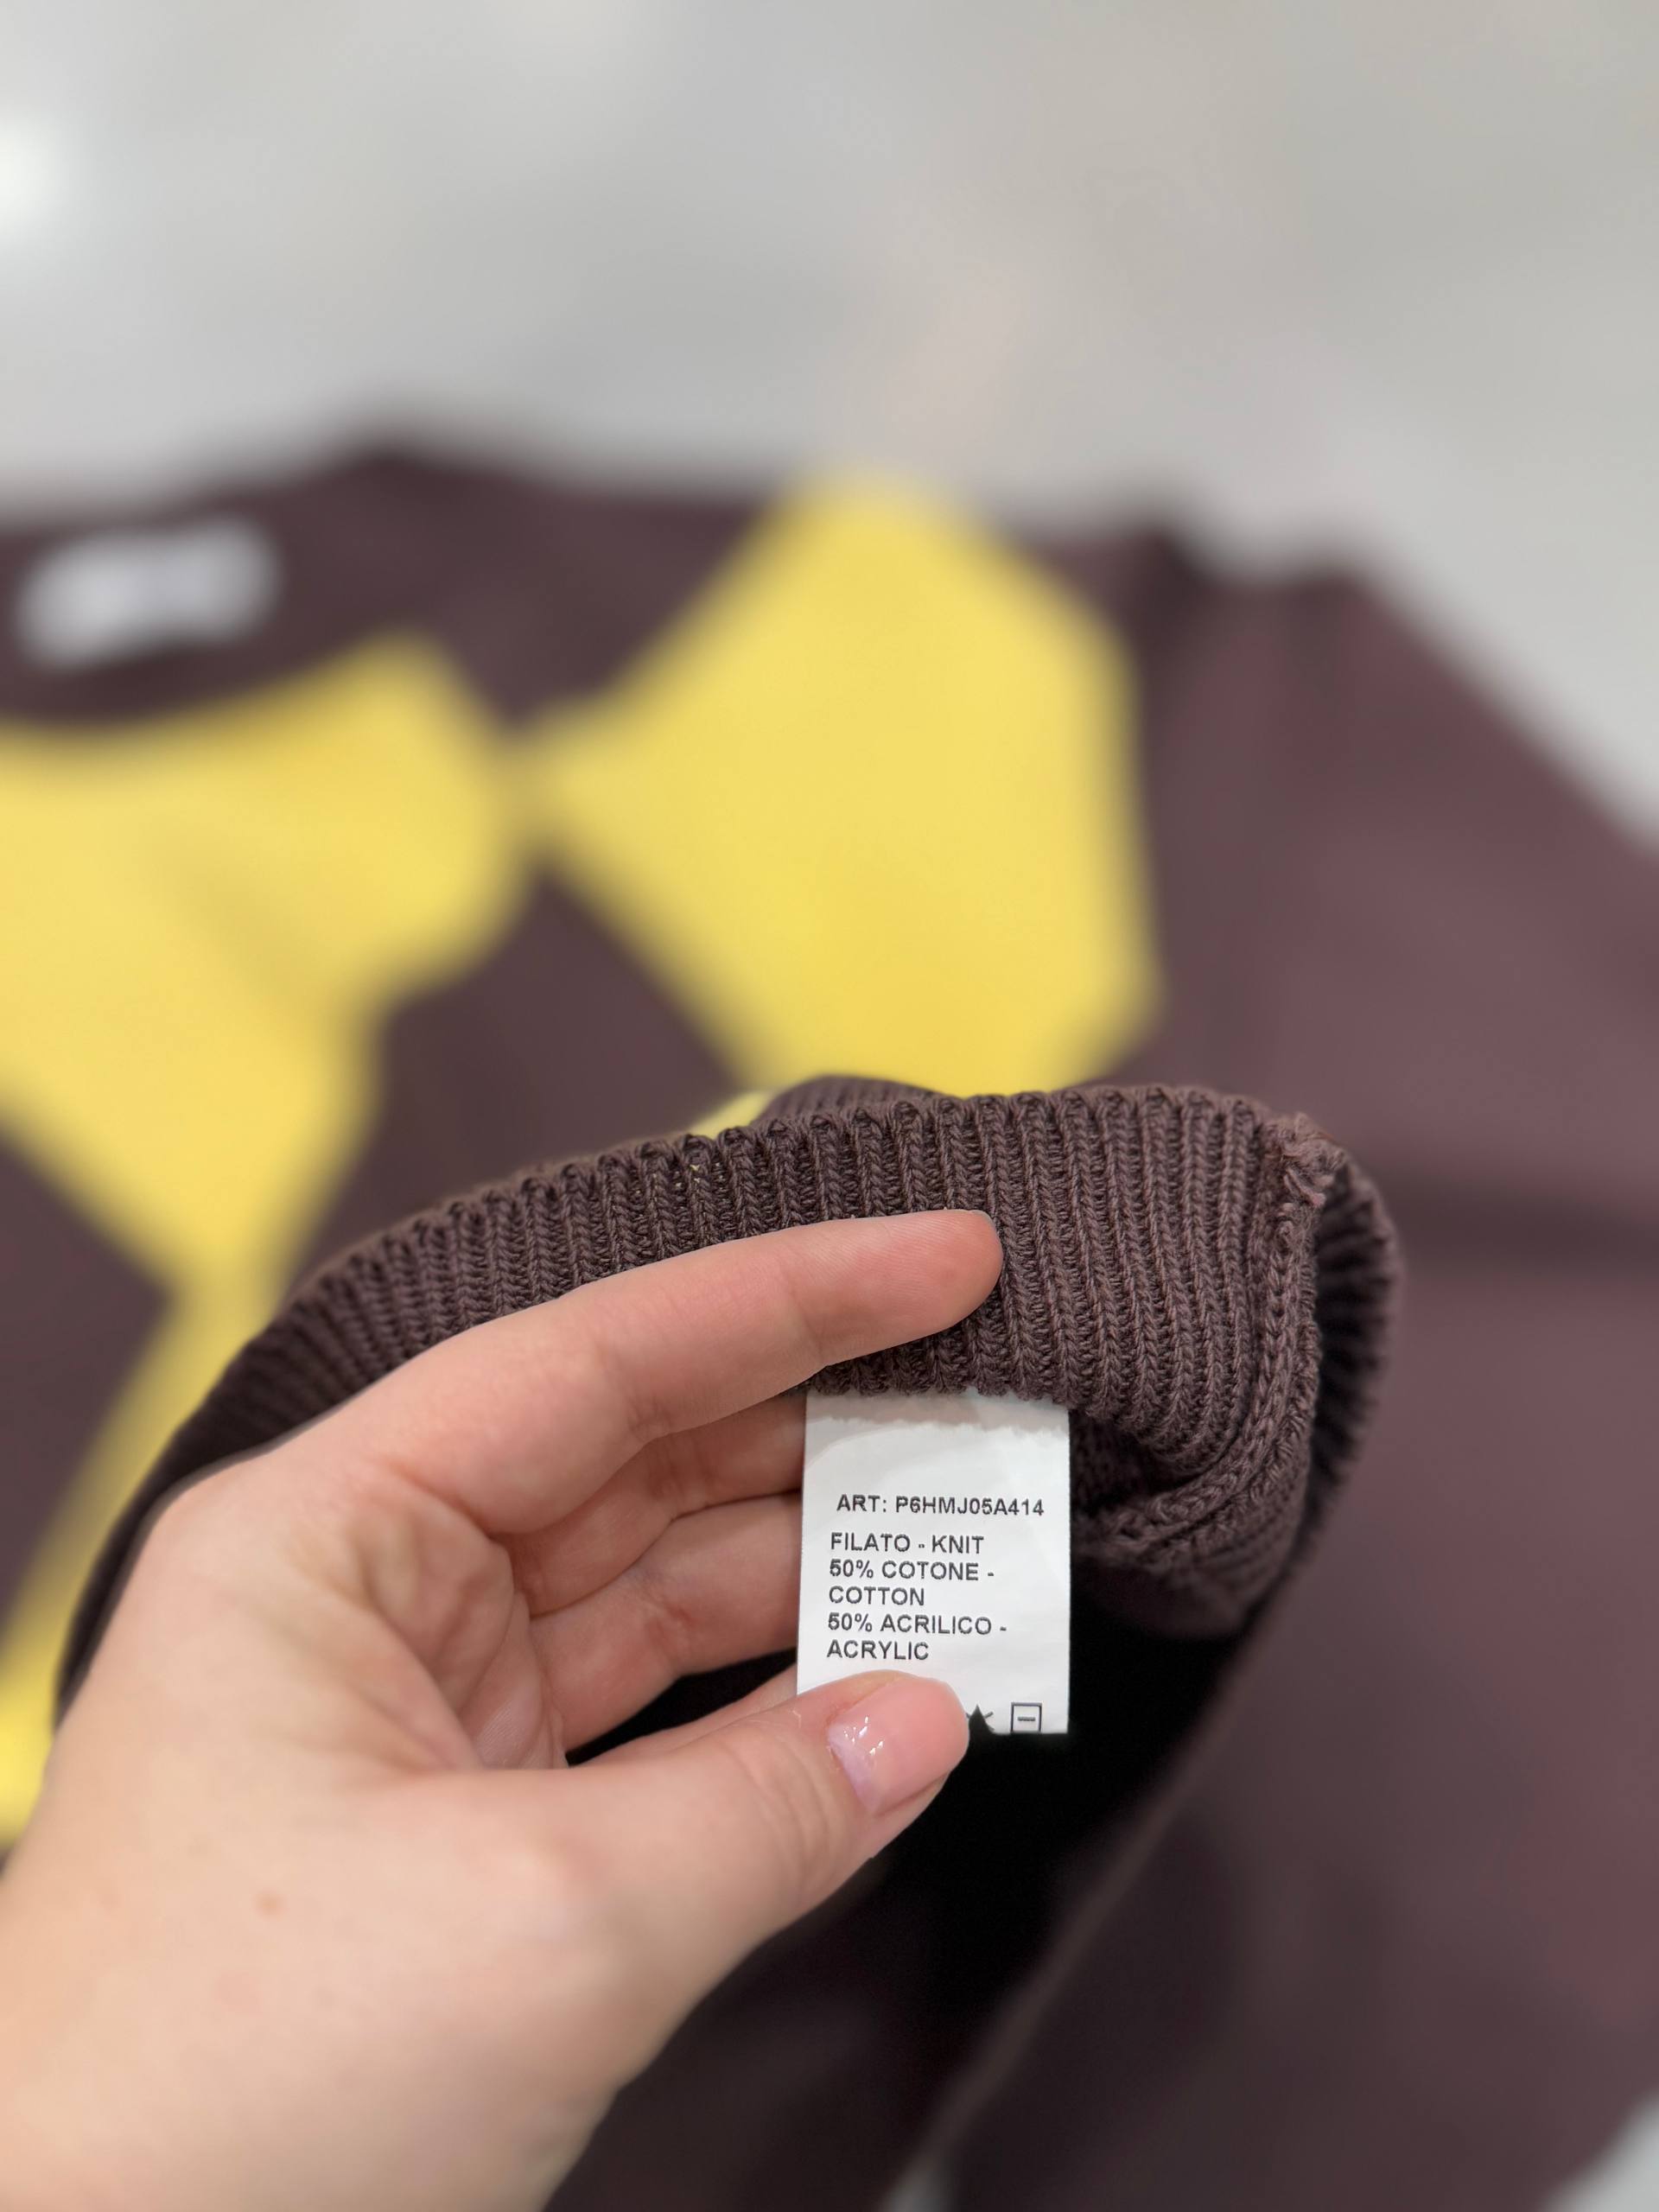 ART: P6HMJ05A414
FILATO - KNIT
50% COTONE -
COTTON
50% ACRILICO -
ACRYLIC